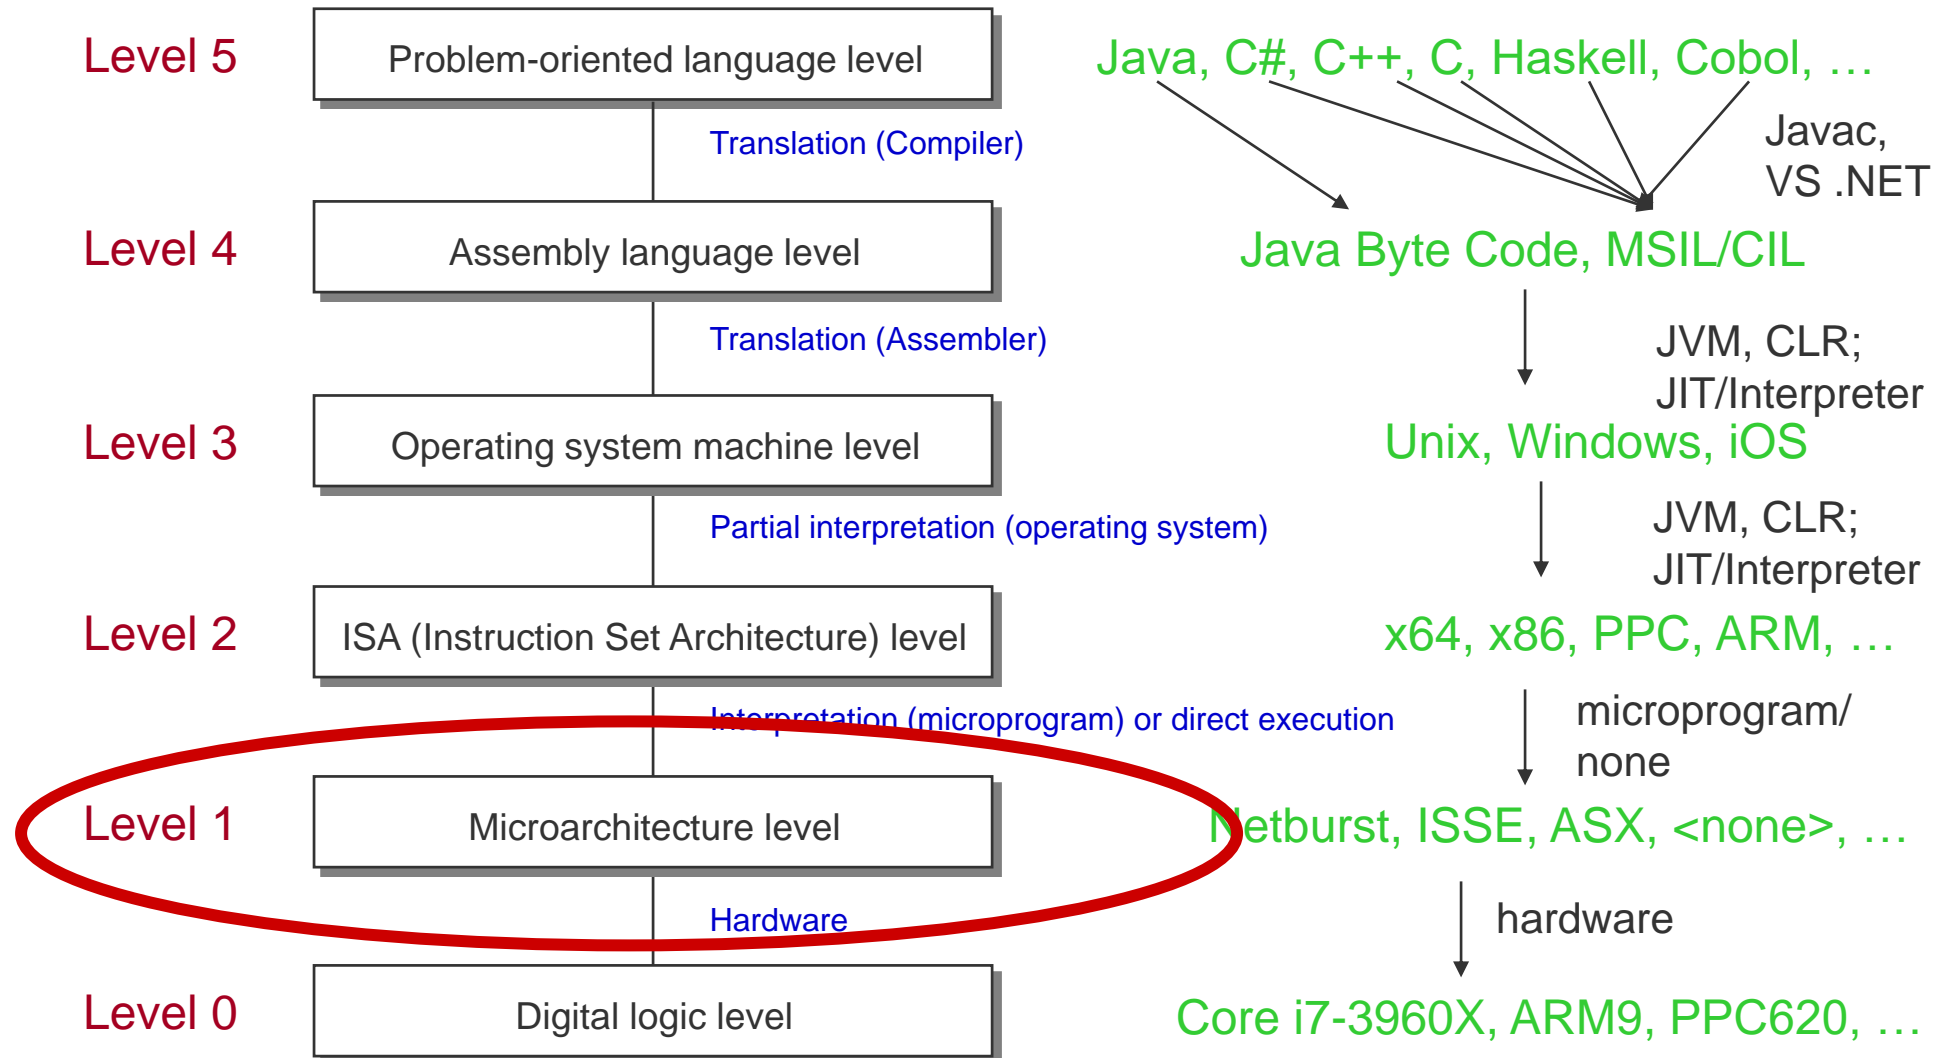 Level 5
Problem-oriented language level
Java, C#, C++, C, Haskell, Cobol, …
Translation (Compiler)
Javac,
VS .NET
Level 4
Assembly language level
Java Byte Code, MSIL/CIL
Translation (Assembler)
JVM, CLR;
JIT/Interpreter
Level 3
Operating system machine level
Unix, Windows, iOS
Partial interpretation (operating system)
JVM, CLR;
JIT/Interpreter
Level 2
ISA (Instruction Set Architecture) level
x64, x86, PPC, ARM, …
Interpretation (microprogram) or direct execution
microprogram/
none
Level 1
Microarchitecture level
Netburst, ISSE, ASX, <none>, …
Hardware
hardware
Level 0
Digital logic level
Core i7-3960X, ARM9, PPC620, …